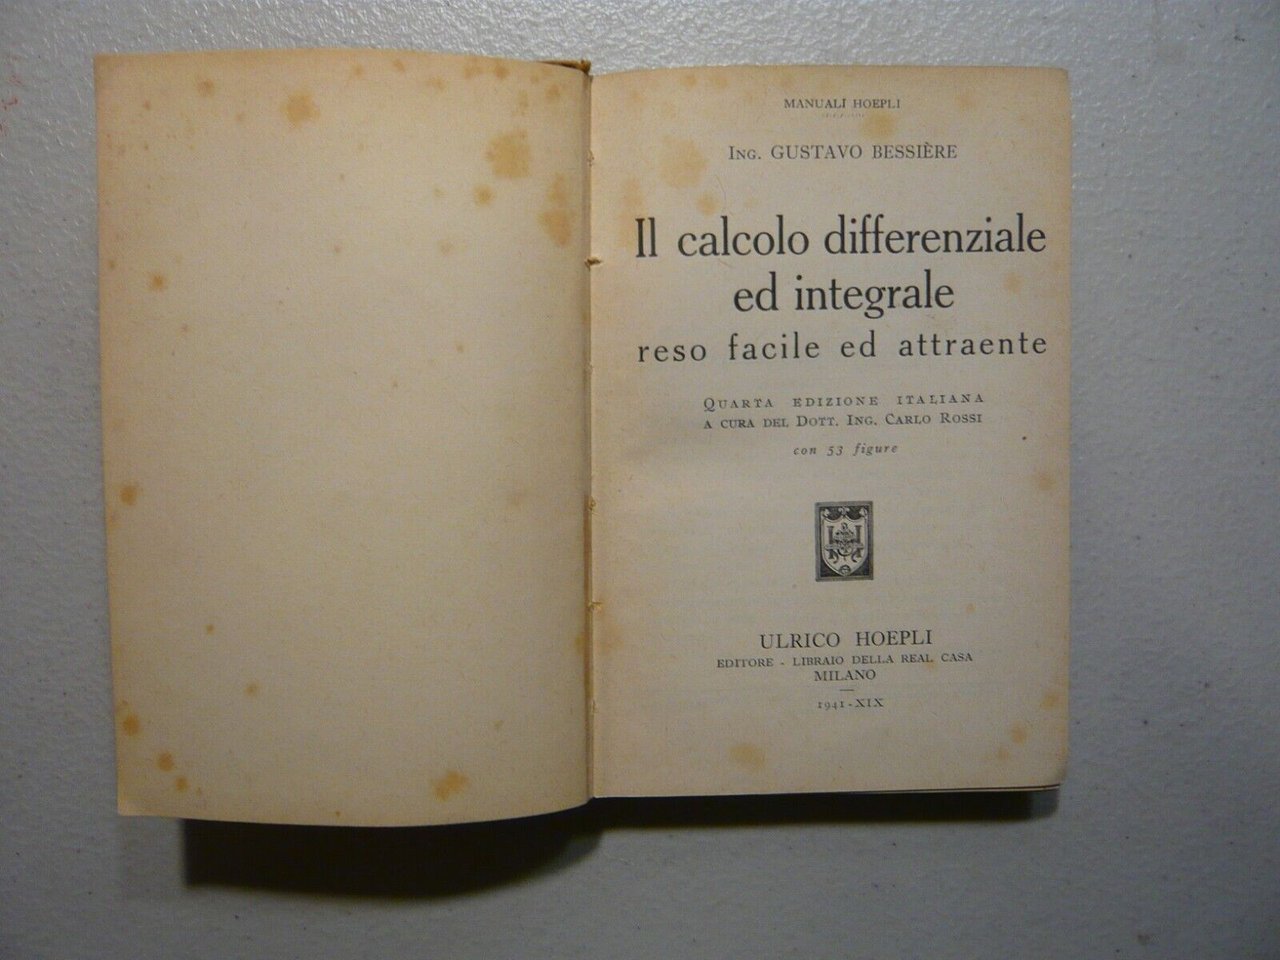 MANUALI HOEPLI
ING. GUSTAVO BESSIÈRE
Il calcolo differenziale
ed integrale
reso facile ed attraente
QUARTA EDIZIONE ITALIANA
A CURA DEL DOTT. ING. CARLO ROSSI
con 53 figure
ULRICO HOEPLI
EDITORE - LIBRAIO DELLA REAL CASA
MILANO
1941-XIX